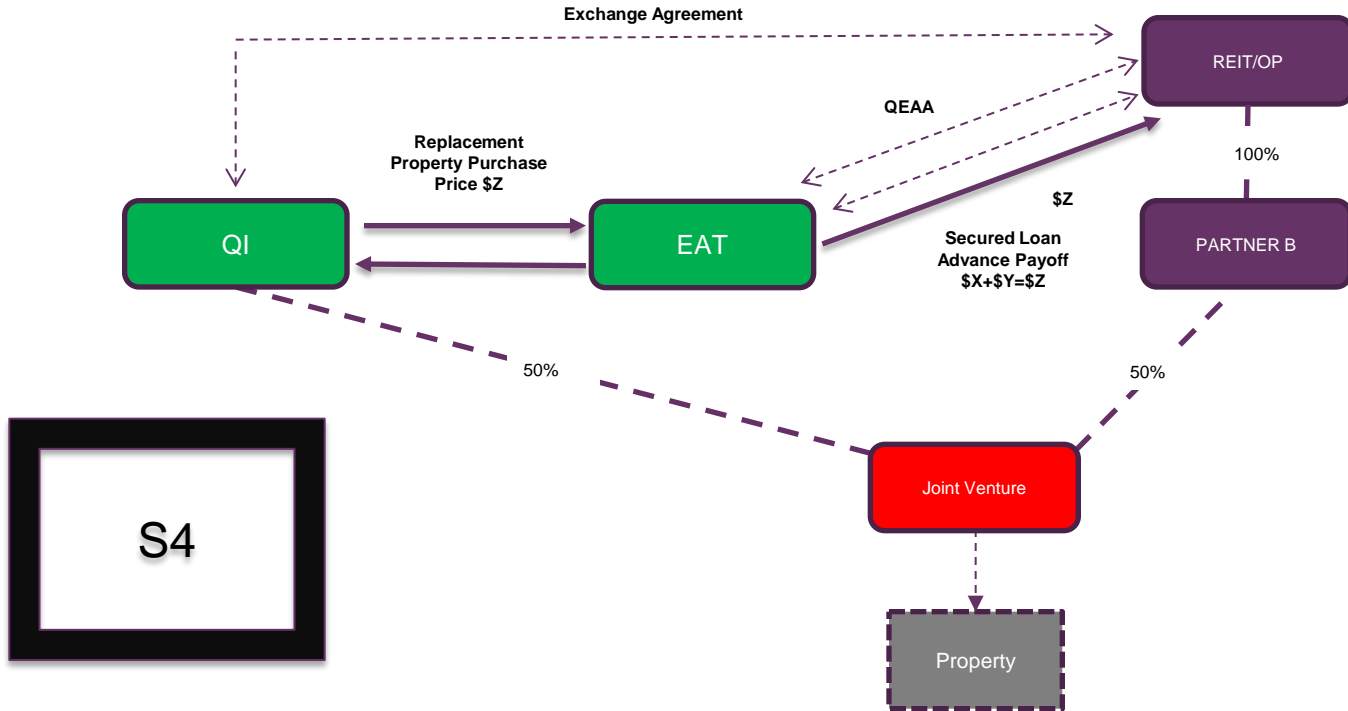 Exchange Agreement
REIT/OP
QEAA
Replacement
Property Purchase
Price $Z
100%
$Z
QI
EAT
PARTNER B
Secured Loan
Advance Payoff
$X+$Y=$Z
50%
50%
Joint Venture
S4
Property